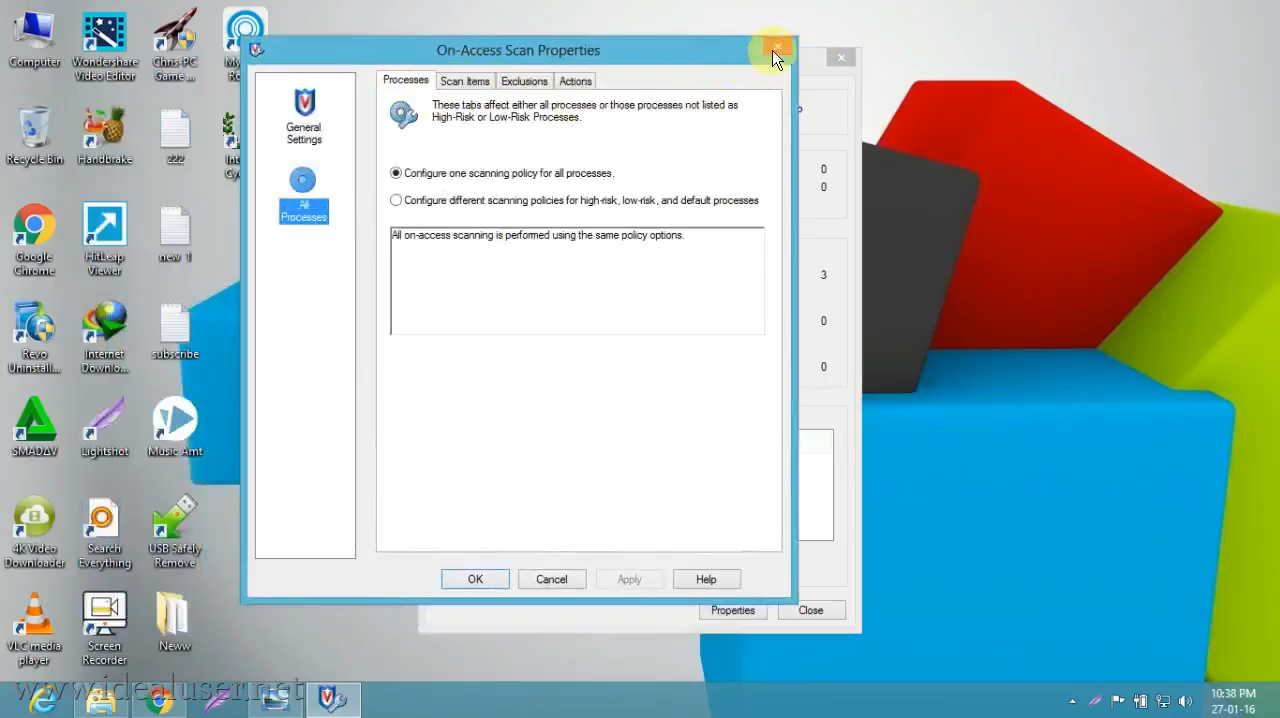 Computer
Wondershare
Video Editor
Chris-PC
Game ...
Recycle Bin
Handbrake
222
Google
Chrome
HitLeap
Viewer
new_1
Revo
Uninstall...
Internet
Downlo...
subscribe
SMADΔV
Lightshot
Music Amt
4K Video
Downloader
Search
Everything
USB Safely
Remove
VLC media
player
Screen
Recorder
Neww
On-Access Scan Properties
General
Settings
All
Processes
Processes
Scan Items
Exclusions
Actions
These tabs affect either all processes or those processes not listed as
High-Risk or Low-Risk Processes.
Configure one scanning policy for all processes.
Configure different scanning policies for high-risk, low-risk, and default processes
All on-access scanning is performed using the same policy options.
OK
Cancel
Apply
Help
0
0
3
0
0
Properties
Close
www.idealuser.net
10:38 PM
27-01-16